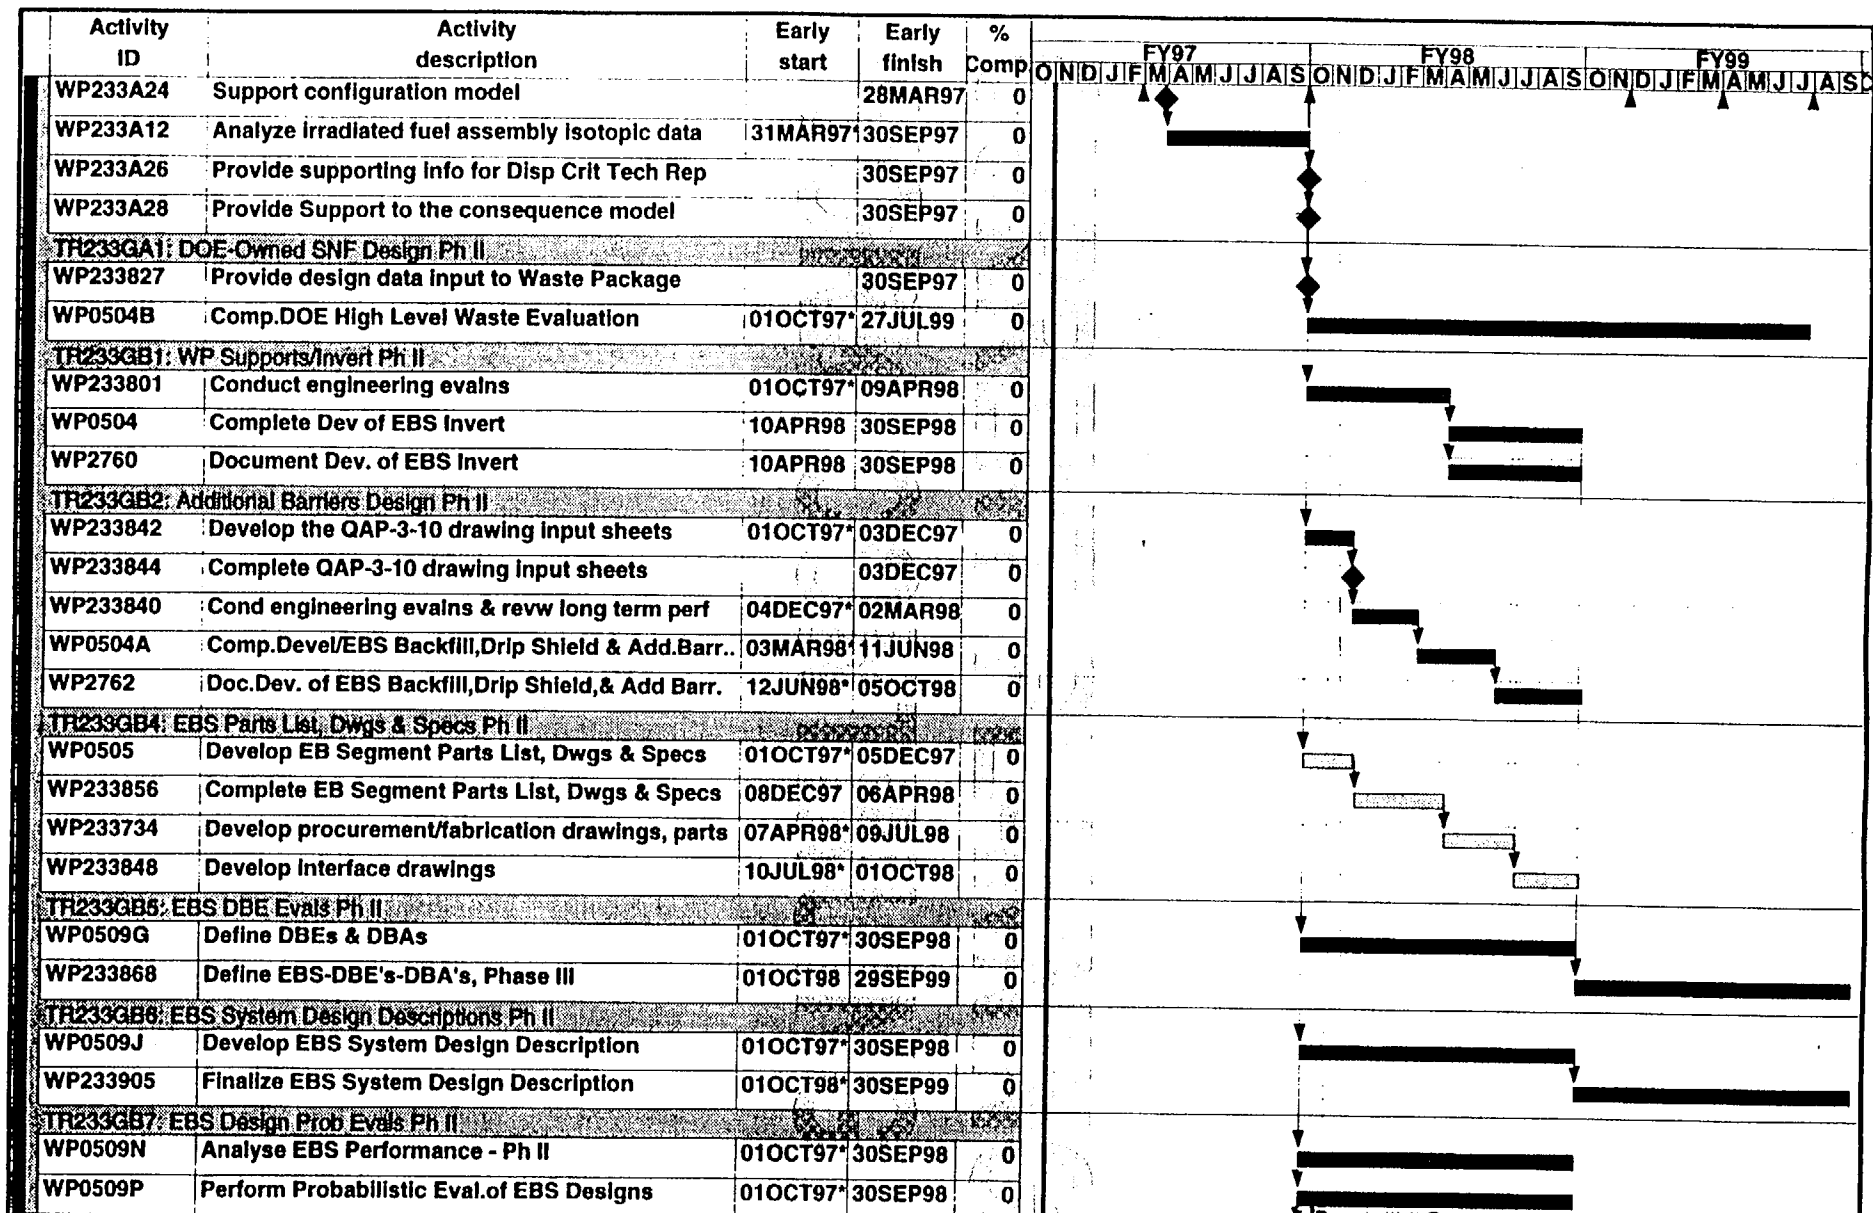 Activity ID Activity description Early start Early finish % Comp
FY97 FY98 FY99
O N D J F M A M J J A S O N D J F M A M J J A S O N D J F M A M J J A S O
WP233A24 Support configuration model 28MAR97 0
WP233A12 Analyze irradiated fuel assembly isotopic data 31MAR97* 30SEP97 0
WP233A26 Provide supporting info for Disp Crit Tech Rep 30SEP97 0
WP233A28 Provide Support to the consequence model 30SEP97 0
TR233GA1: DOE-Owned SNF Design Ph II
WP233827 Provide design data input to Waste Package 30SEP97 0
WP0504B Comp.DOE High Level Waste Evaluation 01OCT97* 27JUL99 0
TR233GB1: WP Supports/Invert Ph II
WP233801 Conduct engineering evalns 01OCT97* 09APR98 0
WP0504 Complete Dev of EBS Invert 10APR98 30SEP98 0
WP2760 Document Dev. of EBS Invert 10APR98 30SEP98 0
TR233GB2: Additional Barriers Design Ph II
WP233842 Develop the QAP-3-10 drawing input sheets 01OCT97* 03DEC97 0
WP233844 Complete QAP-3-10 drawing input sheets 03DEC97 0
WP233840 Cond engineering evalns & revw long term perf 04DEC97* 02MAR98 0
WP0504A Comp.Devel/EBS Backfill,Drip Shield & Add.Barr.. 03MAR98* 11JUN98 0
WP2762 Doc.Dev. of EBS Backfill,Drip Shield,& Add Barr. 12JUN98* 05OCT98 0
TR233GB4: EBS Parts List, Dwgs & Specs Ph II
WP0505 Develop EB Segment Parts List, Dwgs & Specs 01OCT97* 05DEC97 0
WP233856 Complete EB Segment Parts List, Dwgs & Specs 08DEC97 06APR98 0
WP233734 Develop procurement/fabrication drawings, parts 07APR98* 09JUL98 0
WP233848 Develop interface drawings 10JUL98* 01OCT98 0
TR233GB5: EBS DBE Evals Ph II
WP0509G Define DBEs & DBAs 01OCT97* 30SEP98 0
WP233868 Define EBS-DBE's-DBA's, Phase III 01OCT98 29SEP99 0
TR233GB6: EBS System Design Descriptions Ph II
WP0509J Develop EBS System Design Description 01OCT97* 30SEP98 0
WP233905 Finalize EBS System Design Description 01OCT98* 30SEP99 0
TR233GB7: EBS Design Prob Evals Ph II
WP0509N Analyse EBS Performance - Ph II 01OCT97* 30SEP98 0
WP0509P Perform Probabilistic Eval.of EBS Designs 01OCT97* 30SEP98 0